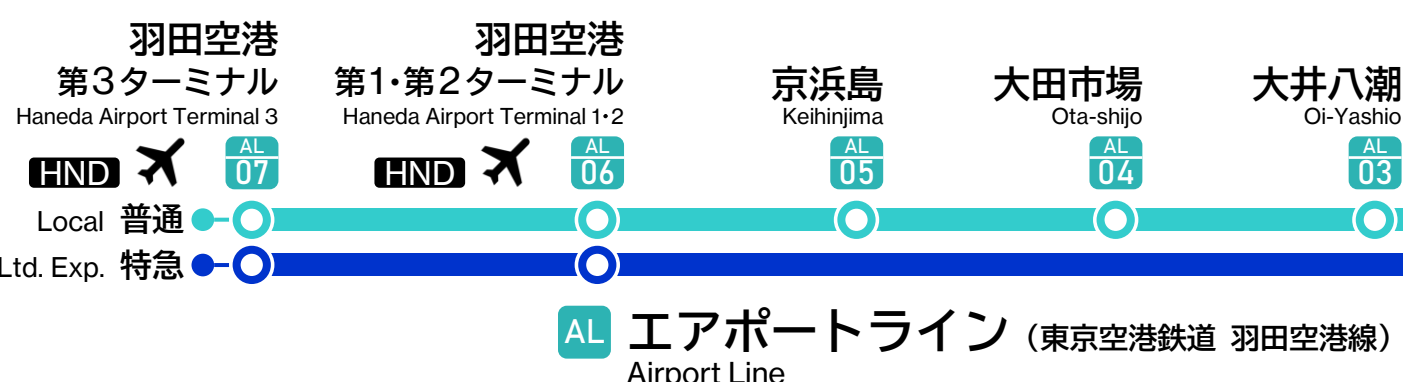 羽田空港
第3ターミナル
Haneda Airport Terminal 3
HND
AL
07
羽田空港
第1・第2ターミナル
Haneda Airport Terminal 1・2
HND
AL
06
京浜島
Keihinjima
AL
05
大田市場
Ota-shijo
AL
04
大井八潮
Oi-Yashio
AL
03
Local 普通
Ltd. Exp. 特急
AL エアポートライン（東京空港鉄道 羽田空港線）
Airport Line